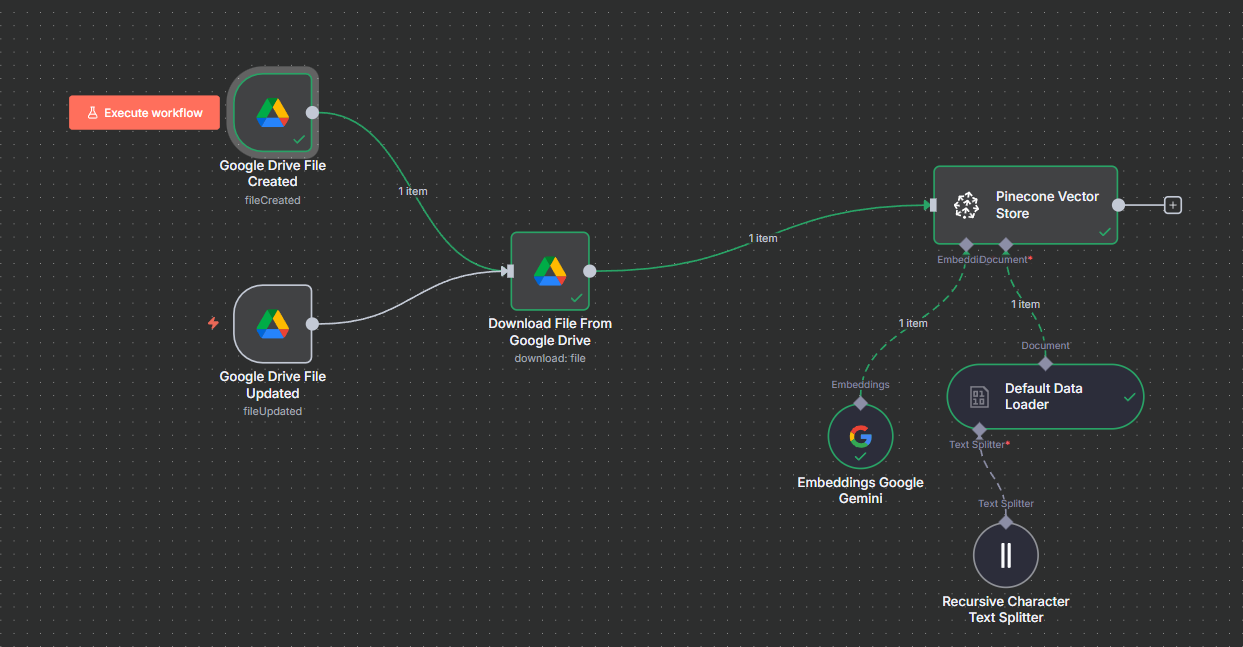 Execute workflow
Google Drive File
Created
fileCreated
1 item
Google Drive File
Updated
fileUpdated
Download File From
Google Drive
download: file
1 item
Pinecone Vector
Store
EmbeddiDocument*
1 item
1 item
Embeddings
Embeddings Google
Gemini
Document
Default Data
Loader
Text Splitter*
Text Splitter
Recursive Character
Text Splitter